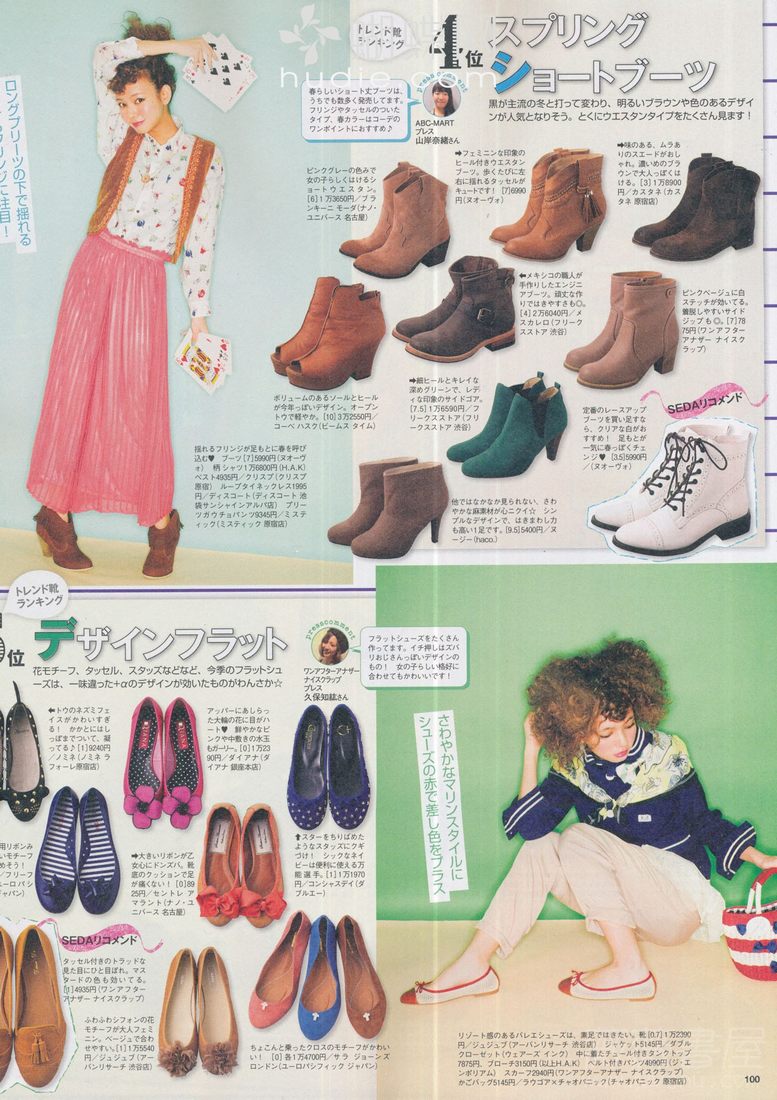 トレンド靴
ランキング
4位
スプリング
ショートブーツ
黒が主流の冬と打って変わり、明るいブラウンや色のあるデザイ
ンが人気となりそう。とくにウエスタンタイプをたくさん見ます！
hudie.com
press comment
春らしいショート丈ブーツは、
うちでも数多く発売してます。
フリンジやタッセルのついた
タイプ、春カラーはコーデの
ワンポイントにおすすめ♪
ABC-MART
プレス
山岸奈緒さん
ロングプリーツの下で揺れる
フリンジに注目！
ピンクグレーの色みで
女の子らしくはけるシ
ョートウエスタン。
[6]1万3650円／ブラ
ンキーニ モーダ(ナノ・
ユニバース 名古屋)
➡フェミニンな印象の
ヒール付きウエスタン
ブーツ。歩くたびに左
右に揺れるタッセルが
キュートです！[7]6990
円(ヌオーヴォ)
➡味のある、ムラあ
りのスエードがおし
ゃれ。濃いめのブラ
ウンで大人っぽくは
ける。[3]1万8900
円／カスタネ(カス
タネ 原宿店)
⬅メキシコの職人が
手作りしたエンジニ
アブーツ。頑丈な作
りではきやすさも◎。
[4]2万6040円／メ
スカレロ(フリーク
スストア 渋谷)
ピンクベージュに白
ステッチが効いてる。
着脱しやすいサイド
ジップも◎。[7]78
75円(ワンアフター
アナザー ナイスク
ラップ)
ボリュームのあるソールとヒール
が今年っぽいデザイン。オープン
トウで軽やか。[10]3万2550円／
コーベ ハスク(ビームス タイム)
➡細ヒールとキレイな
深めグリーンで、レデ
ィな印象のサイドゴア。
[7.5]1万6590円／フ
リークスストア(フリー
クスストア 渋谷)
SEDAリコメンド
定番のレースアップ
ブーツを買い足すな
ら、クリアな白がお
すすめ！ 足もとが
一気に春っぽくチェ
ンジ♥[3.5]5990円
／(ヌオーヴォ)
揺れるフリンジが足もとに春を呼び
込む♥ ブーツ[7]5990円(ヌオーヴ
ォ) 柄シャツ1万6800円(H.A.K)
ベスト4935円／クリスプ(クリスプ
原宿) ループタイネックレス1995
円／ディスコート(ディスコート 池
袋サンシャインアルパ店) プリー
ツガウチョパンツ9345円／ミステ
ィック(ミスティック 原宿店)
他ではなかなか見られない、さわ
やかな麻素材が心ニクイ☆ シン
プルなデザインで、はきまわし力
も高い1足です。[9.5]5400円／ヌ
ージー(haco.)
トレンド靴
ランキング
位
デザインフラット
花モチーフ、タッセル、スタッズなどなど、今季のフラットシュ
ーズは、一味違った+αのデザインが効いたものがわんさか☆
press comment
ワンアフターアナザー
ナイスクラップ
プレス
久保知紘さん
フラットシューズをたくさん
作ってます。イチ押しはズバ
リおじさんっぽいデザインの
もの！ 女の子らしい格好に
合わせてもかわいいです！
⬅トウのネズミフェ
イスがかわいすぎ
る！ かかとにはし
っぽまでついて、凝
ってる♪[1]9240円
／ノミネ(ノミネ ラ
フォーレ原宿店)
アッパーにあしらっ
た大輪の花に目がハ
ート♥ 鮮やかなピ
ンクや中敷きの水玉
もガーリー。[0]1万23
90円／ダイアナ(ダ
イアナ 銀座本店)
⬆スターをちりばめた
ようなスタッズにクギ
づけ！ シックなネイ
ビーは便利に使える万
能選手。[1]1万1970
円／コンシャスデイ(ダ
ブルエー)
➡大きいリボンが乙
女心にドンズバ。靴
底のクッションで足
が痛くない！[0]89
25円／セントレ ア
マラント(ナノ・ユ
ニバース 名古屋)
SEDAリコメンド
タッセル付きのトラッドな
見た目にひと目ぼれ。マス
タードの色も効いてる。
[1]4935円(ワンアフター
アナザー ナイスクラップ)
ふわふわシフォンの花
モチーフが大人フェミ
ニン。ベージュで合わ
せやすい。[1]1万5540
円／ジュジュブ(アー
バンリサーチ 渋谷店)
ちょこんと乗ったクロスのモチーフがかわい
い！ [0]各1万4700円／サラ ジョーンズ
ロンドン(ユーロパシフィック ジャパン)
さわやかなマリンスタイルに
シューズの赤で差し色をプラス
リゾート感のあるバレエシューズは、素足ではきたい。靴[0.7]1万2390
円／ジュジュブ(アーバンリサーチ 渋谷店) ジャケット5145円／ダブル
クローゼット(ウェアーズ インク) 中に着たチュール付きタンクトップ
7875円、ブローチ3150円(以上H.A.K) ベルト付きパンツ4990円(ジ・エ
ンポリアム) スカーフ2940円(ワンアフターアナザー ナイスクラップ)
かごバッグ5145円／ラウゴア×チャオパニック(チャオパニック 原宿店)
100